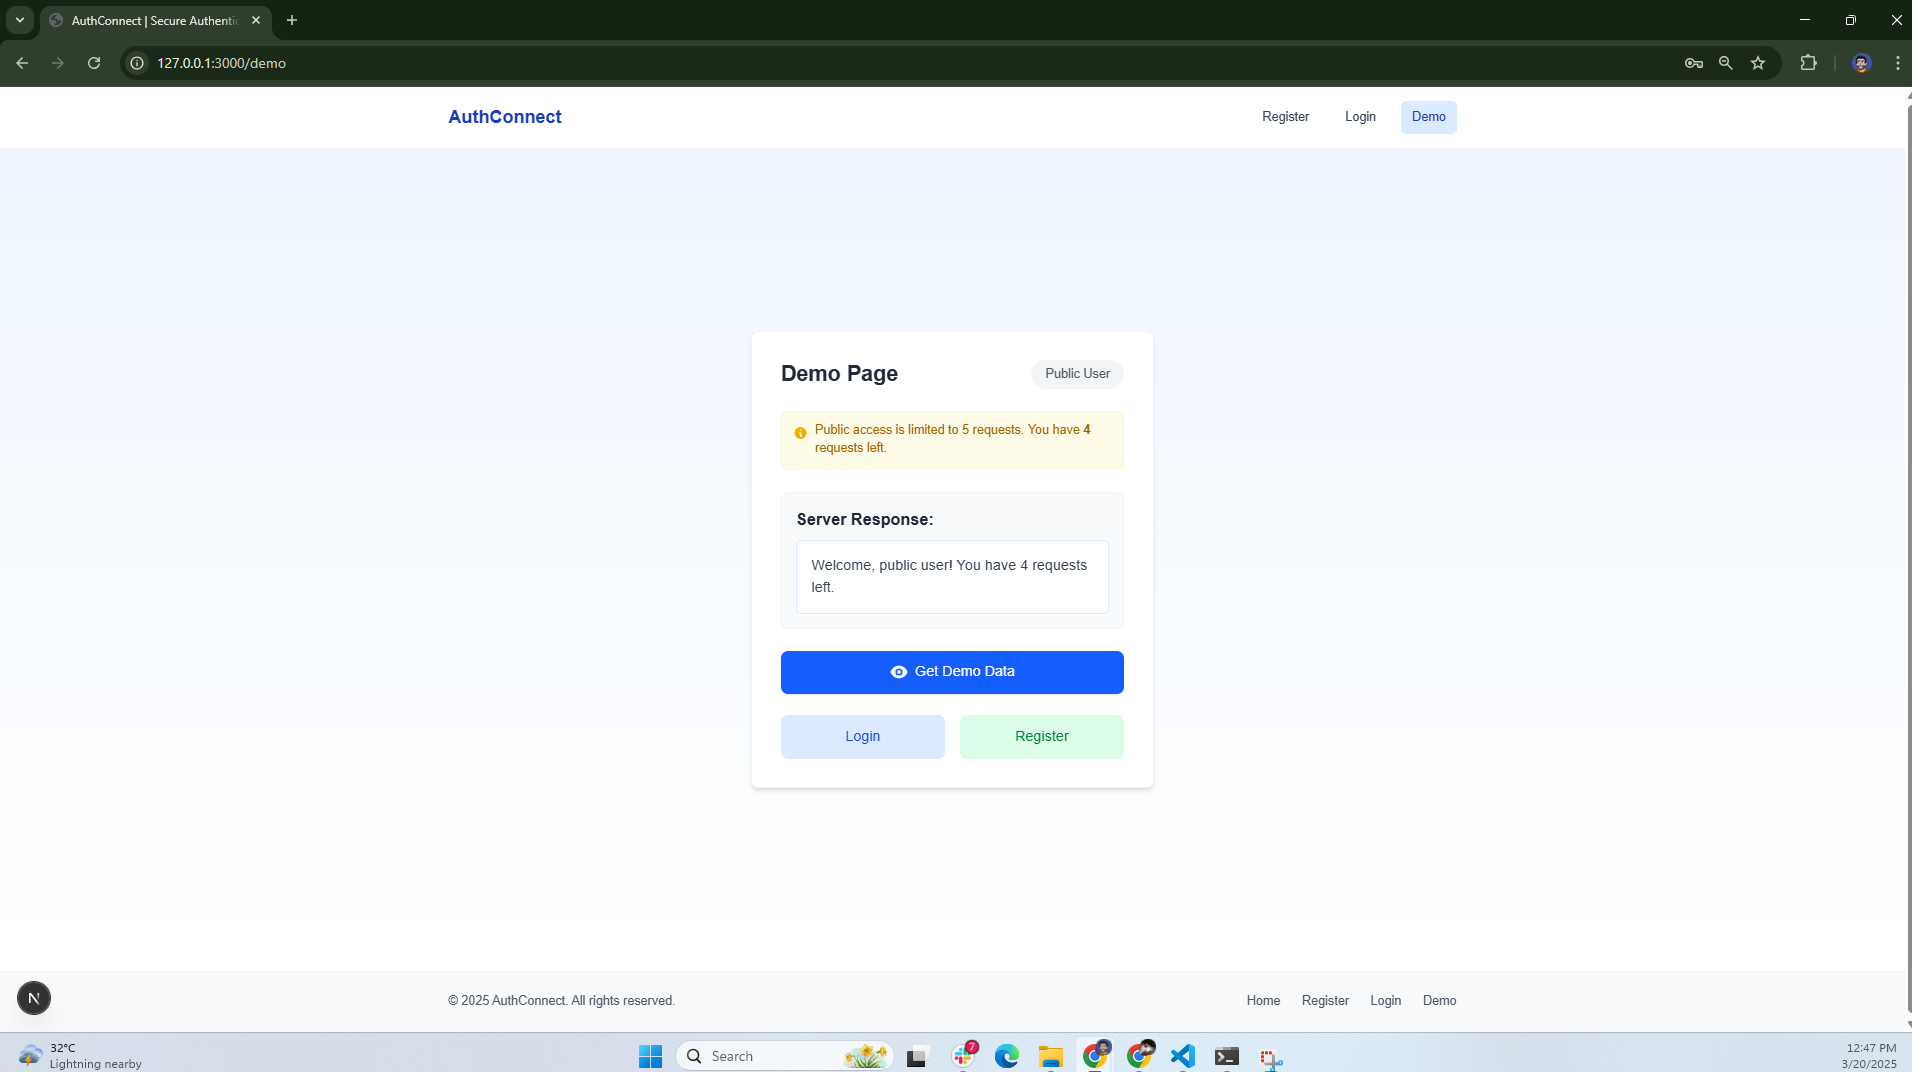 AuthConnect | Secure Authenti
127.0.0.1:3000/demo
AuthConnect
Register
Login
Demo
Demo Page
Public User
Public access is limited to 5 requests. You have 4
requests left.
Server Response:
Welcome, public user! You have 4 requests
left.
Get Demo Data
Login
Register
N
© 2025 AuthConnect. All rights reserved.
Home
Register
Login
Demo
32°C
Lightning nearby
Search
7
12:47 PM
3/20/2025